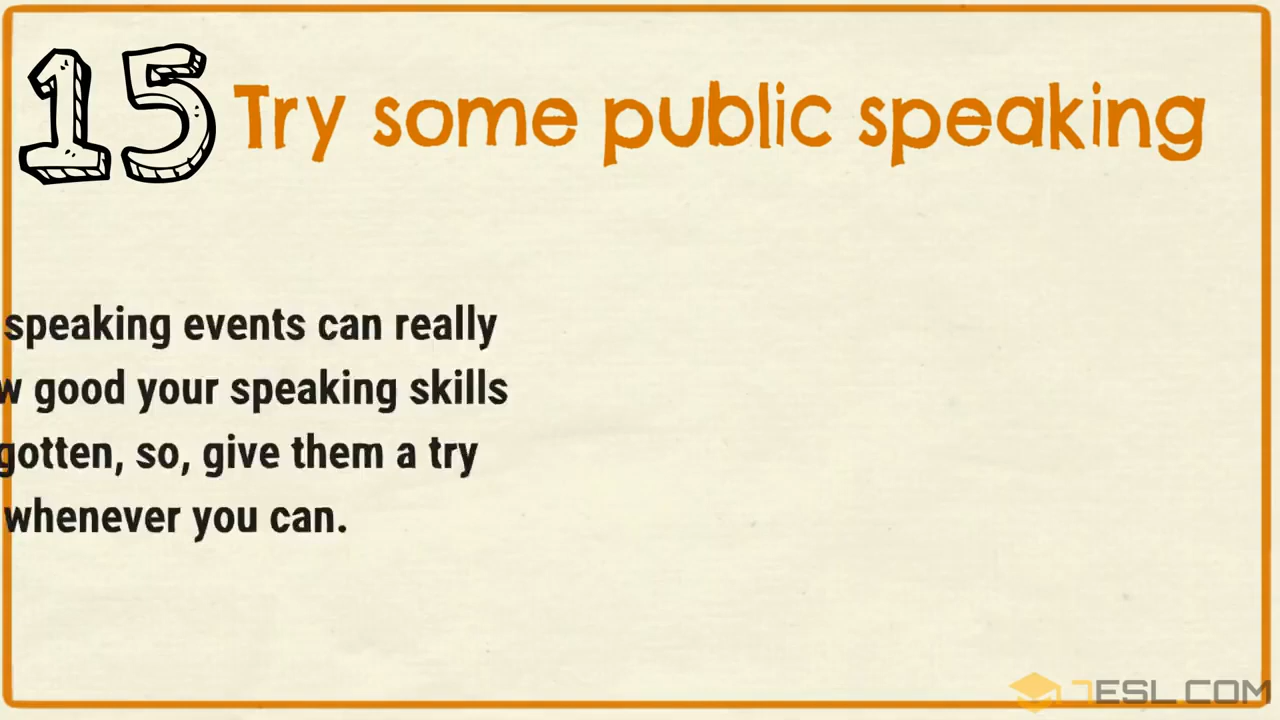 15 Try some public speaking
speaking events can really
w good your speaking skills
gotten, so, give them a try
whenever you can.
7ESL.COM